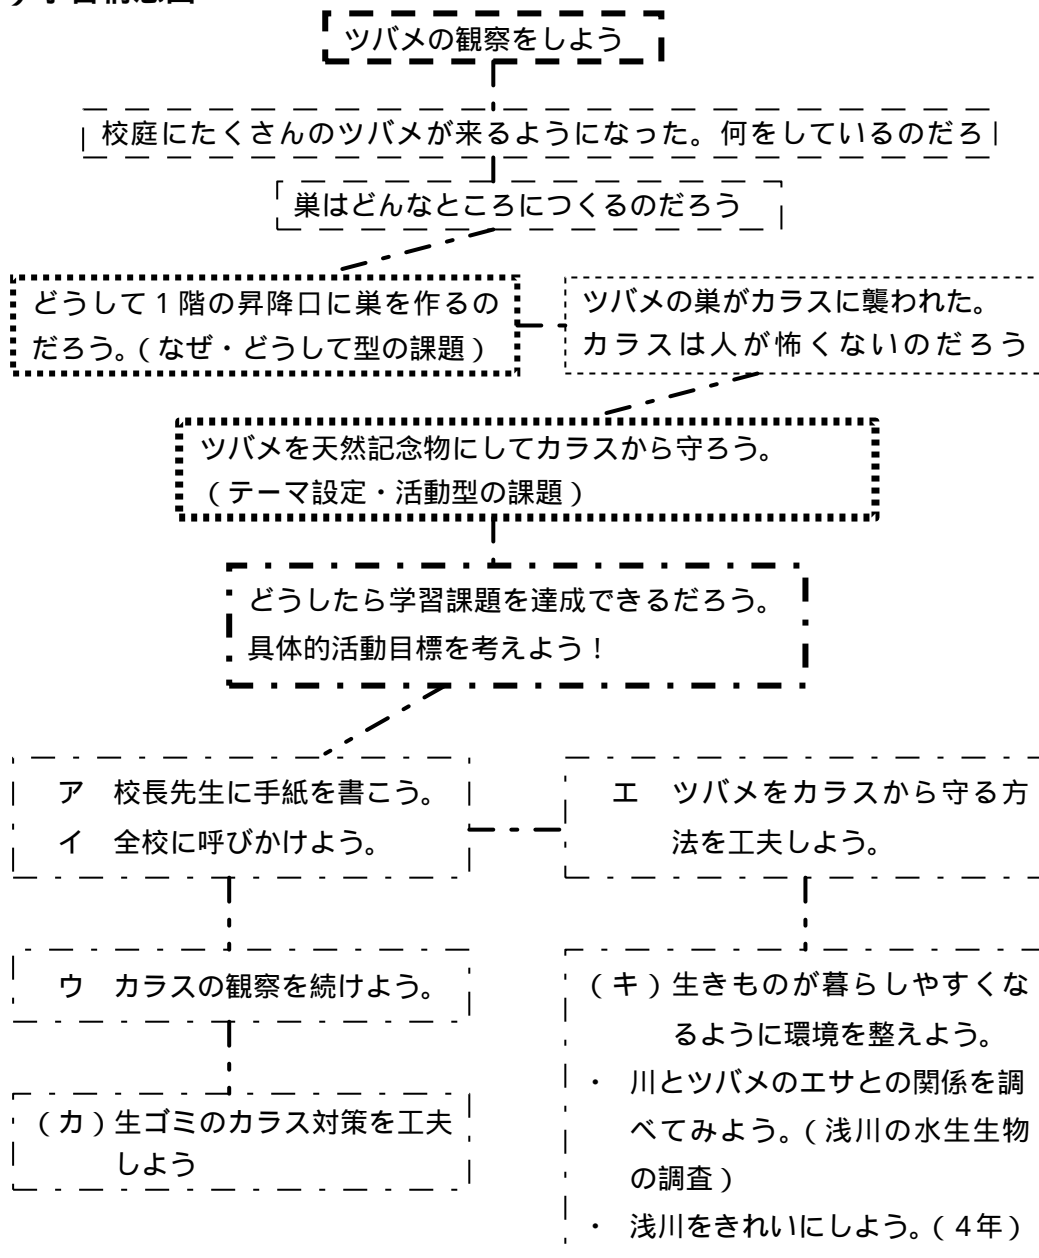 ツバメの観察をしよう
校庭にたくさんのツバメが来るようになった。何をしているのだろ
巣はどんなところにつくるのだろう
どうして1階の昇降口に巣を作るの
だろう。(なぜ・どうして型の課題)
ツバメの巣がカラスに襲われた。
カラスは人が怖くないのだろう
ツバメを天然記念物にしてカラスから守ろう。
(テーマ設定・活動型の課題)
どうしたら学習課題を達成できるだろう。
具体的活動目標を考えよう!
ア 校長先生に手紙を書こう。
イ 全校に呼びかけよう。
エ ツバメをカラスから守る方
法を工夫しよう。
ウ カラスの観察を続けよう。
(カ)生ゴミのカラス対策を工夫
しよう
(キ)生きものが暮らしやすくな
るように環境を整えよう。
・ 川とツバメのエサとの関係を調
べてみよう。(浅川の水生生物
の調査)
・ 浅川をきれいにしよう。(4年)